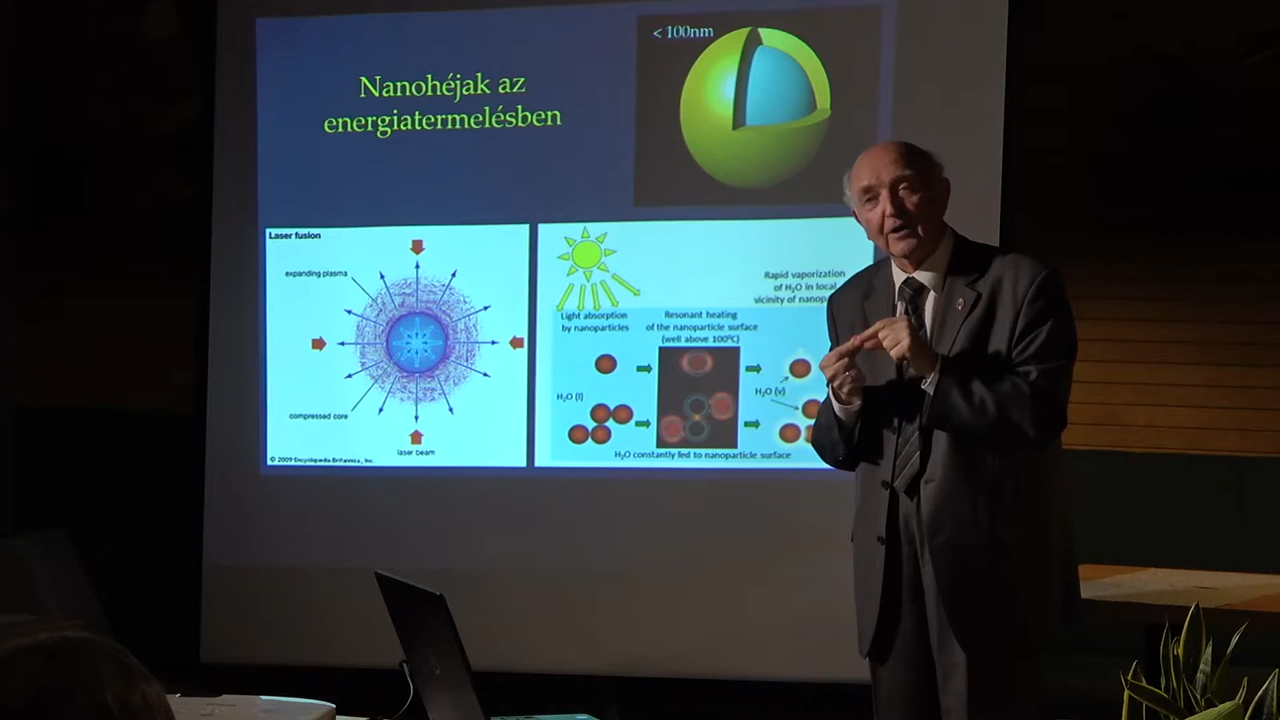 < 100nm
Nanohéjak az
energiatermelésben
Laser fusion
expanding plasma
compressed core
laser beam
© 2009 Encyclopædia Britannica, Inc.
Rapid vaporization
of H₂O in local
vicinity of
Light absorption
by nanoparticles
Resonant heating
of the nanoparticle surface
(well above 100⁰C)
H₂O (l)
H₂O (v)
H₂O constantly fed to nanoparticle surface